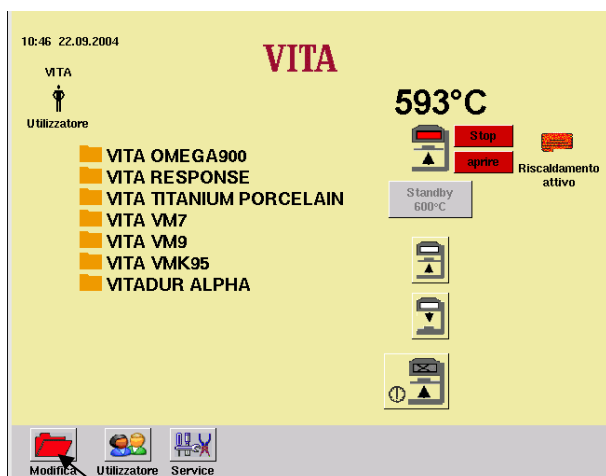 10:46 22.09.2004
VITA
VITA
Utilizzatore
593°C
Stop
aprire
Riscaldamento
attivo
Standby
600°C
VITA OMEGA900
VITA RESPONSE
VITA TITANIUM PORCELAIN
VITA VM7
VITA VM9
VITA VMK95
VITADUR ALPHA
Modifica
Utilizzatore
Service